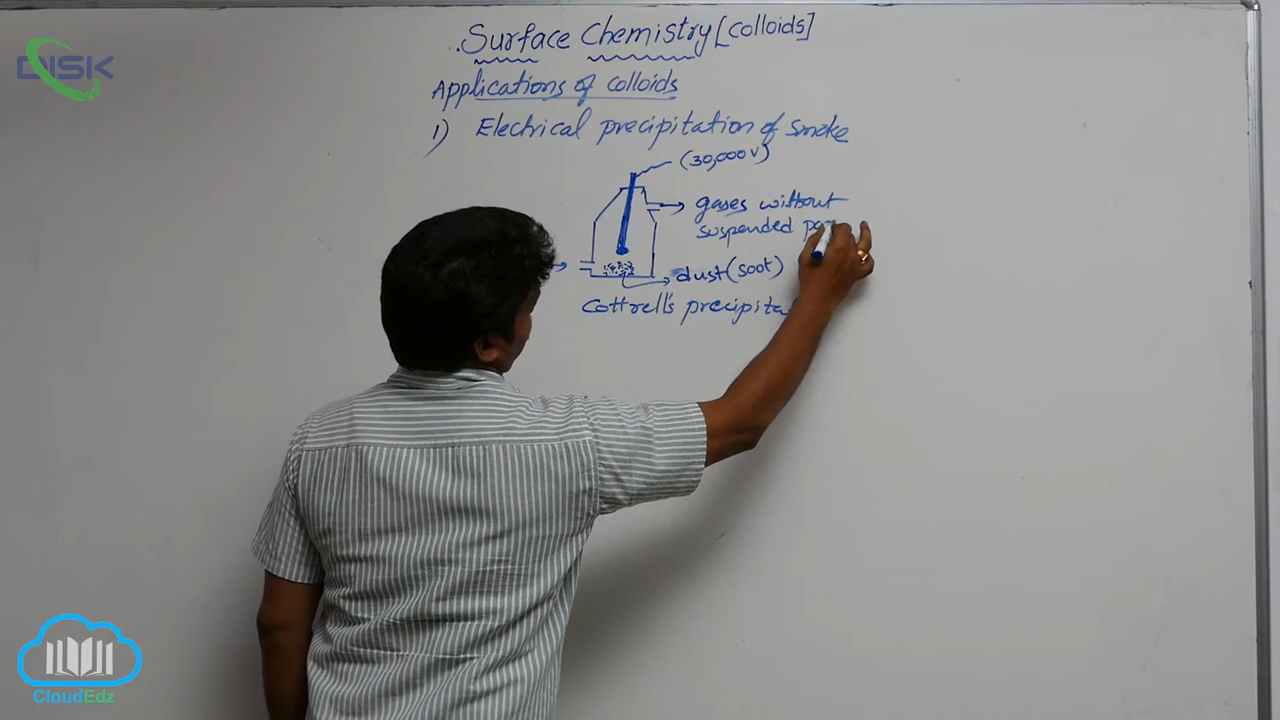 DISK
Surface Chemistry [Colloids]
Applications of colloids
1) Electrical precipitation of smoke
(30,000 V)
gases without
suspended
dust (soot)
Cottrell's
CloudEdz